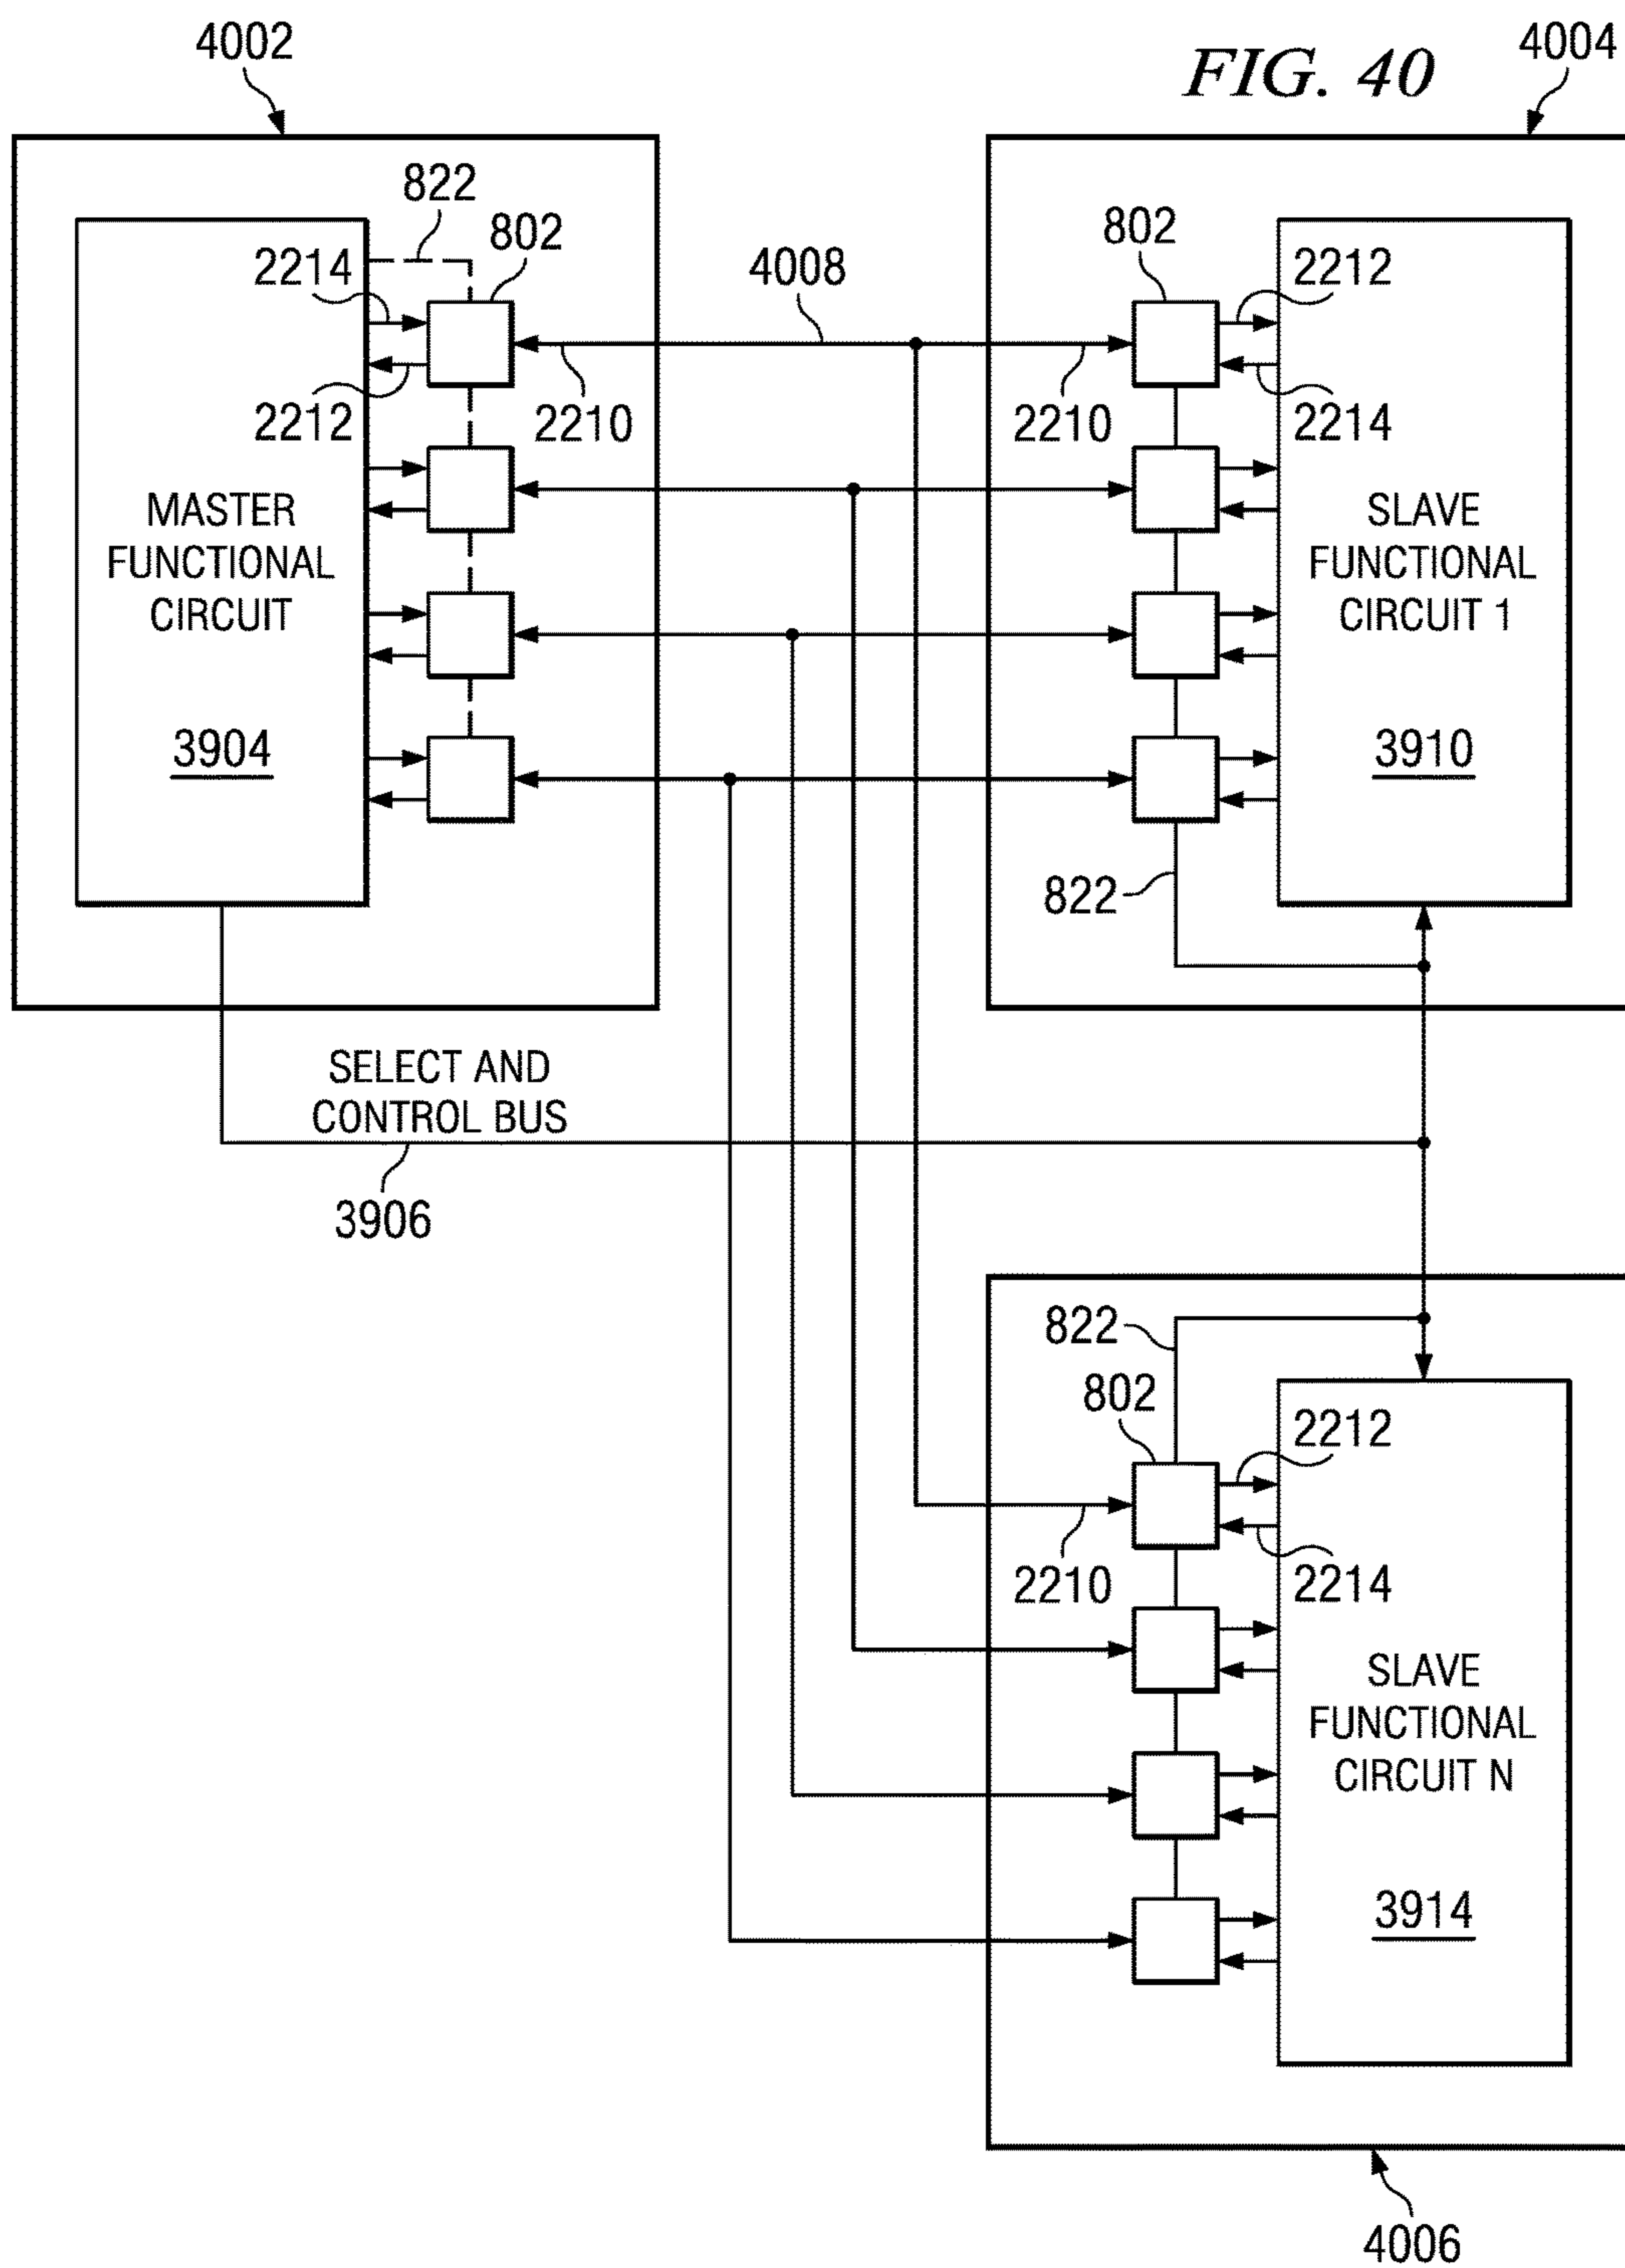 4002
FIG. 40
4004
822
802
802
2214
4008
2212
2212
2210
2210
2214
MASTER
FUNCTIONAL
CIRCUIT
SLAVE
FUNCTIONAL
CIRCUIT 1
3904
3910
822
SELECT AND
CONTROL BUS
3906
822
802
2212
2210
2214
SLAVE
FUNCTIONAL
CIRCUIT N
3914
4006